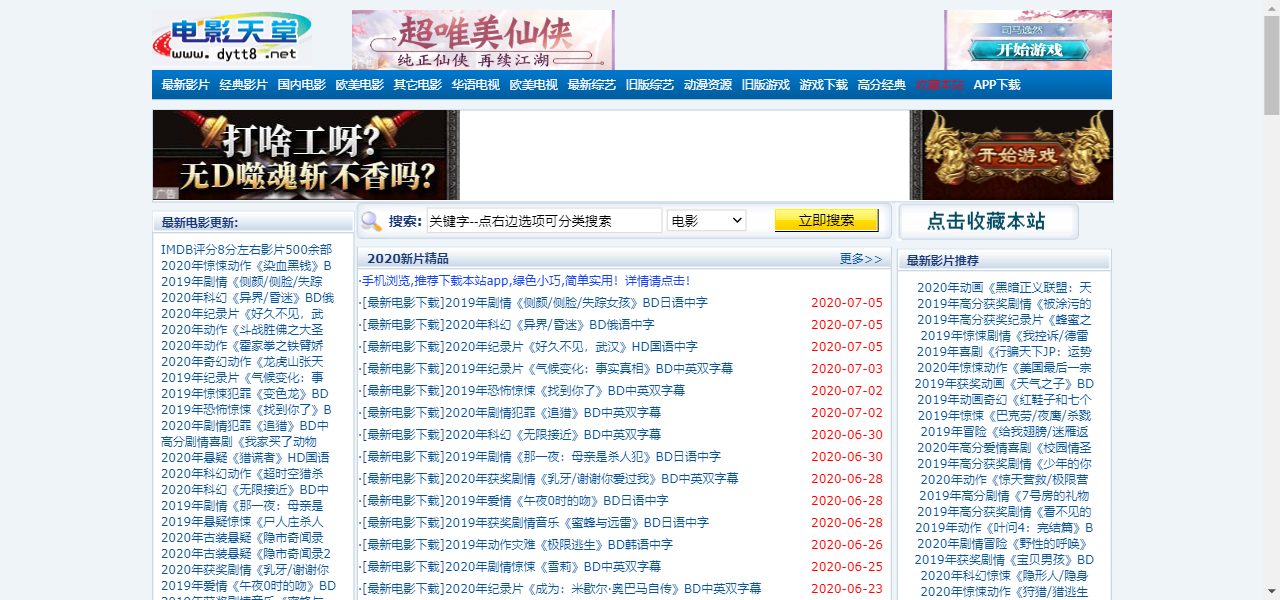 电影天堂
www.dytt8.net
超唯美仙侠
纯正仙侠 再续江湖
司马逸然
开始游戏
最新影片 经典影片 国内电影 欧美电影 其它电影 华语电视 欧美电视 最新综艺 旧版综艺 动漫资源 旧版游戏 游戏下载 高分经典 收藏本站 APP下载
打啥工呀?
无D噬魂斩不香吗?
广告
开始游戏
最新电影更新:
IMDB评分8分左右影片500余部
2020年惊悚动作《染血黑钱》B
2019年剧情《侧颜/侧脸/失踪
2020年科幻《异界/昏迷》BD俄
2020年纪录片《好久不见，武
2020年动作《斗战胜佛之大圣
2020年动作《霍家拳之铁臂娇
2020年奇幻动作《龙虎山张天
2019年纪录片《气候变化：事
2019年惊悚犯罪《变色龙》BD
2019年恐怖惊悚《找到你了》B
2020年剧情犯罪《追猎》BD中
高分剧情喜剧《我家买了动物
2020年悬疑《猎谎者》HD国语
2020年科幻动作《超时空猎杀
2020年科幻《无限接近》BD中
2019年剧情《那一夜：母亲是
2019年悬疑惊悚《尸人庄杀人
2020年古装悬疑《隐市奇闻录
2020年古装悬疑《隐市奇闻录2
2020年获奖剧情《乳牙/谢谢你
2019年爱情《午夜0时的吻》BD
搜索: 关键字--点右边选项可分类搜索 电影 立即搜索
点击收藏本站
2020新片精品 更多>>
·手机浏览,推荐下载本站app,绿色小巧,简单实用！详情请点击!
·[最新电影下载]2019年剧情《侧颜/侧脸/失踪女孩》BD日语中字 2020-07-05
·[最新电影下载]2020年科幻《异界/昏迷》BD俄语中字 2020-07-05
·[最新电影下载]2020年纪录片《好久不见，武汉》HD国语中字 2020-07-05
·[最新电影下载]2019年纪录片《气候变化：事实真相》BD中英双字幕 2020-07-03
·[最新电影下载]2019年恐怖惊悚《找到你了》BD中英双字幕 2020-07-02
·[最新电影下载]2020年剧情犯罪《追猎》BD中英双字幕 2020-07-02
·[最新电影下载]2020年科幻《无限接近》BD中英双字幕 2020-06-30
·[最新电影下载]2019年剧情《那一夜：母亲是杀人犯》BD日语中字 2020-06-30
·[最新电影下载]2020年获奖剧情《乳牙/谢谢你爱过我》BD中英双字幕 2020-06-28
·[最新电影下载]2019年爱情《午夜0时的吻》BD日语中字 2020-06-28
·[最新电影下载]2019年获奖剧情音乐《蜜蜂与远雷》BD日语中字 2020-06-28
·[最新电影下载]2019年动作灾难《极限逃生》BD韩语中字 2020-06-26
·[最新电影下载]2020年剧情惊悚《雪莉》BD中英双字幕 2020-06-25
·[最新电影下载]2020年纪录片《成为：米歇尔·奥巴马自传》BD中英双字幕 2020-06-23
最新影片推荐
2020年动画《黑暗正义联盟：天
2019年高分获奖剧情《被涂污的
2019年高分获奖纪录片《蜂蜜之
2019年惊悚剧情《我控诉/德雷
2019年喜剧《行骗天下JP：运势
2020年惊悚动作《美国最后一宗
2019年获奖动画《天气之子》BD
2019年动画奇幻《红鞋子和七个
2019年惊悚《巴克劳/夜鹰/杀戮
2019年冒险《给我翅膀/迷雁返
2020年高分爱情喜剧《校园情圣
2019年高分获奖剧情《少年的你
2020年动作《惊天营救/极限营
2019年高分剧情《7号房的礼物
2019年高分获奖剧情《看不见的
2019年动作《叶问4：完结篇》B
2020年剧情冒险《野性的呼唤》
2019年获奖剧情《宝贝男孩》BD
2020年科幻惊悚《隐形人/隐身
2020年惊悚动作《狩猎/猎逃生